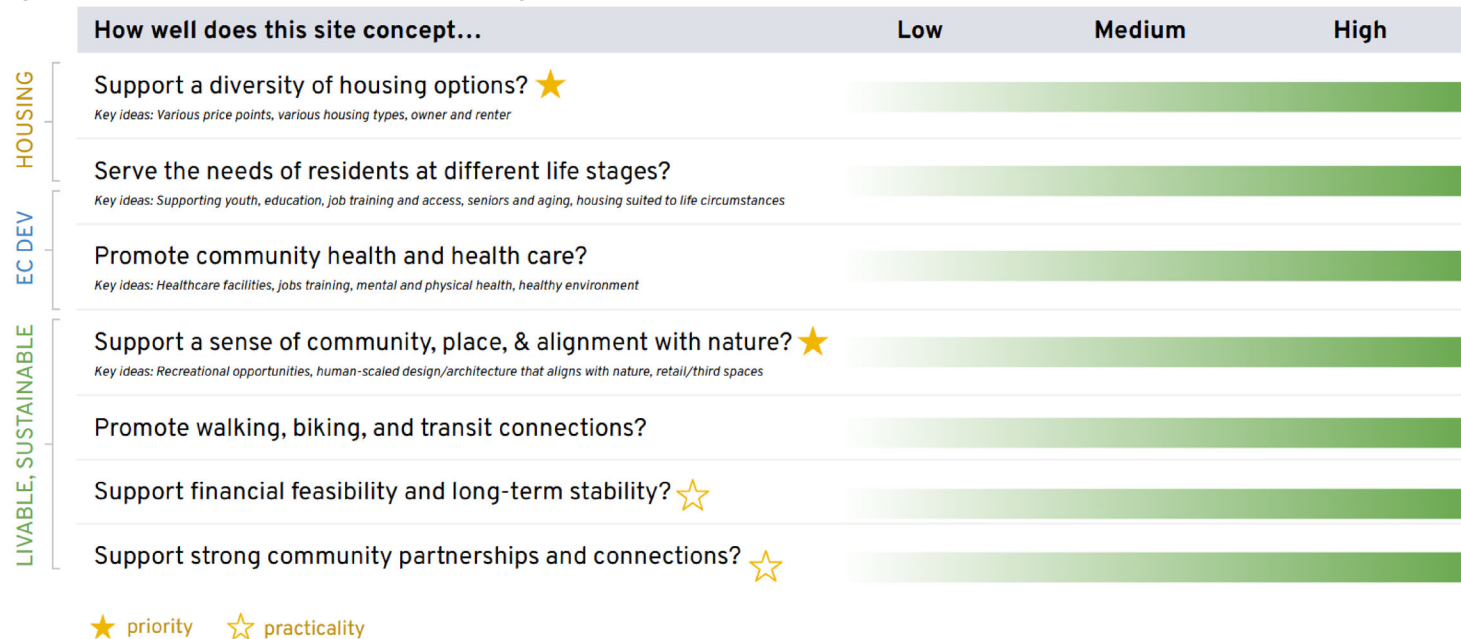 How well does this site concept... Low Medium High
HOUSING
Support a diversity of housing options?
Key ideas: Various price points, various housing types, owner and renter
Serve the needs of residents at different life stages?
Key ideas: Supporting youth, education, job training and access, seniors and aging, housing suited to life circumstances
EC DEV
Promote community health and health care?
Key ideas: Healthcare facilities, jobs training, mental and physical health, healthy environment
LIVABLE, SUSTAINABLE
Support a sense of community, place, & alignment with nature?
Key ideas: Recreational opportunities, human-scaled design/architecture that aligns with nature, retail/third spaces
Promote walking, biking, and transit connections?
Support financial feasibility and long-term stability?
Support strong community partnerships and connections?
priority practicality